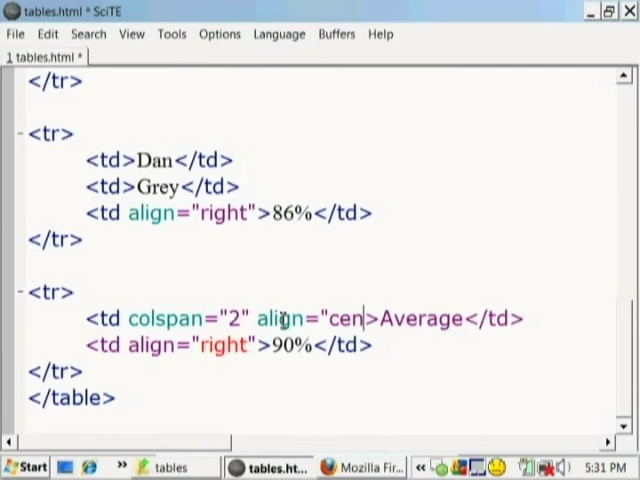 tables.html * SciTE
File Edit Search View Tools Options Language Buffers Help
1 tables.html *
</tr>
<tr>
<td>Dan</td>
<td>Grey</td>
<td align="right">86%</td>
</tr>
<tr>
<td colspan="2" align="cen>Average</td>
<td align="right">90%</td>
</tr>
</table>
Start » tables tables.ht... Mozilla Fir... « 5:31 PM